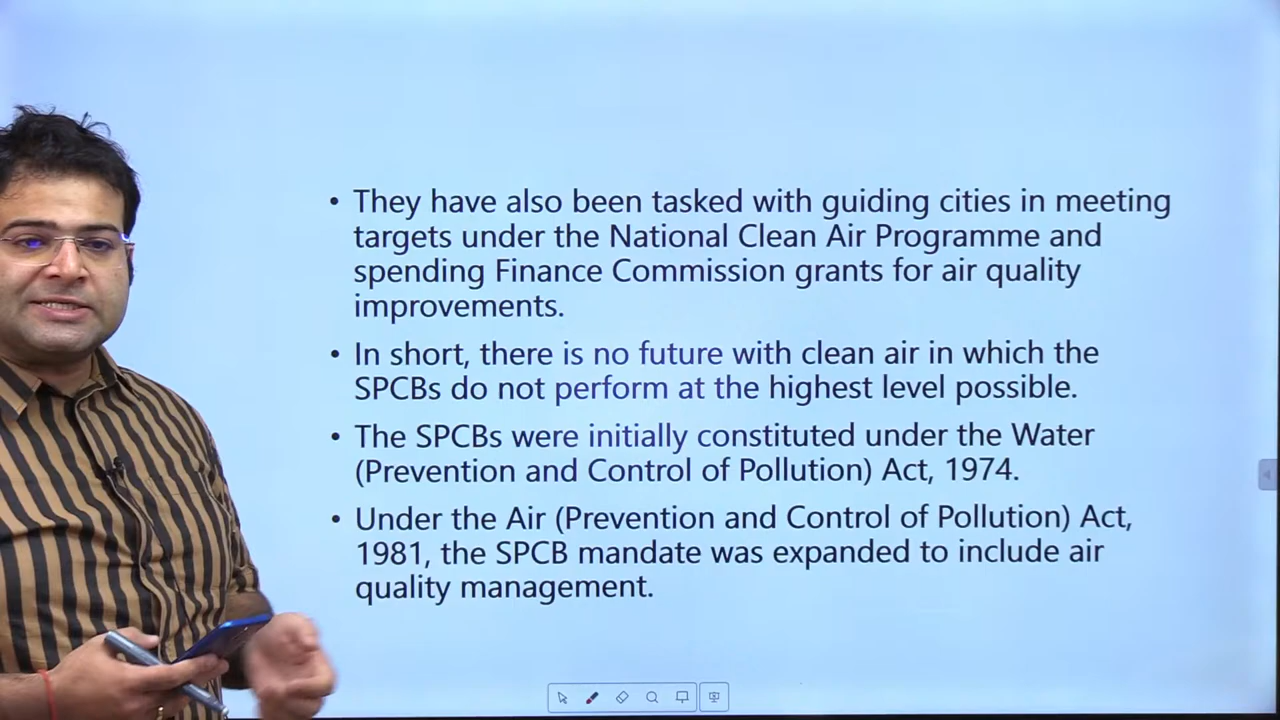 • They have also been tasked with guiding cities in meeting
targets under the National Clean Air Programme and
spending Finance Commission grants for air quality
improvements.
• In short, there is no future with clean air in which the
SPCBs do not perform at the highest level possible.
• The SPCBs were initially constituted under the Water
(Prevention and Control of Pollution) Act, 1974.
• Under the Air (Prevention and Control of Pollution) Act,
1981, the SPCB mandate was expanded to include air
quality management.